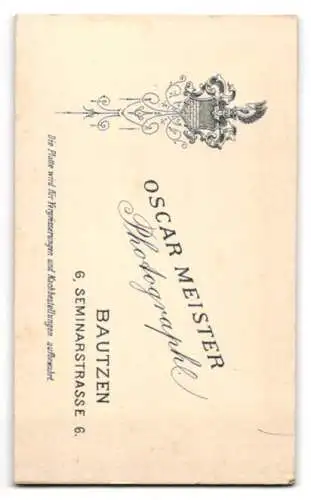 OSCAR MEISTER
Photograph
BAUTZEN
6, SEMINARSTRASSE 6.
Die Platte wird für Vergrösserungen und Nachbestellungen aufbewahrt.